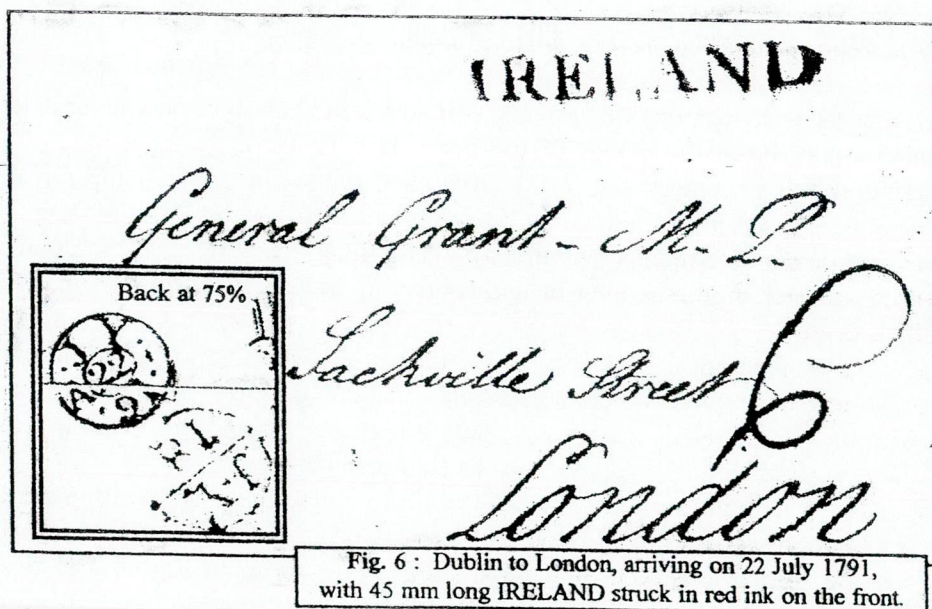 IRELAND
General Grant - M. P.
Back at 75%
Sackville Street
6
London
Fig. 6 : Dublin to London, arriving on 22 July 1791,
with 45 mm long IRELAND struck in red ink on the front.